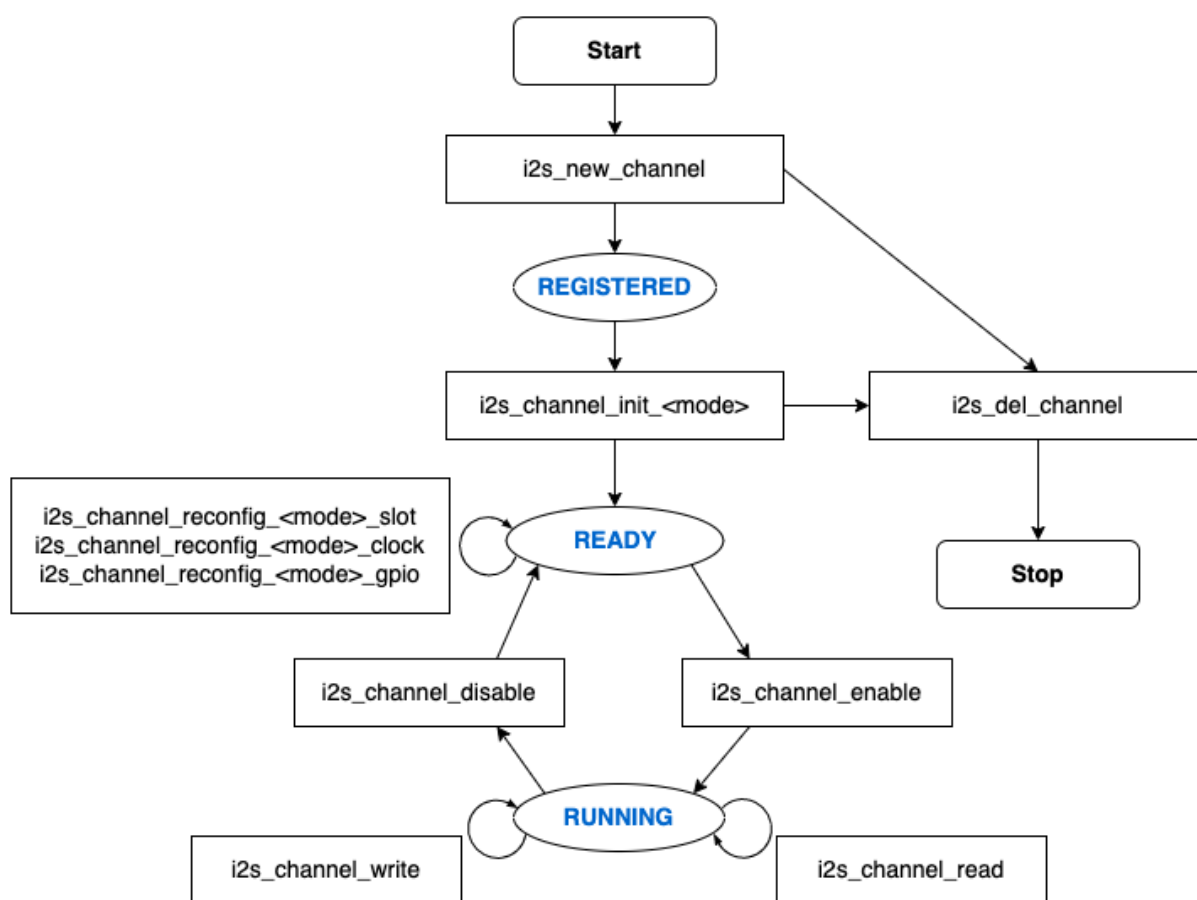 Start
i2s_new_channel
REGISTERED
i2s_channel_init_<mode>
i2s_del_channel
i2s_channel_reconfig_<mode>_slot
i2s_channel_reconfig_<mode>_clock
i2s_channel_reconfig_<mode>_gpio
READY
Stop
i2s_channel_disable
i2s_channel_enable
RUNNING
i2s_channel_write
i2s_channel_read